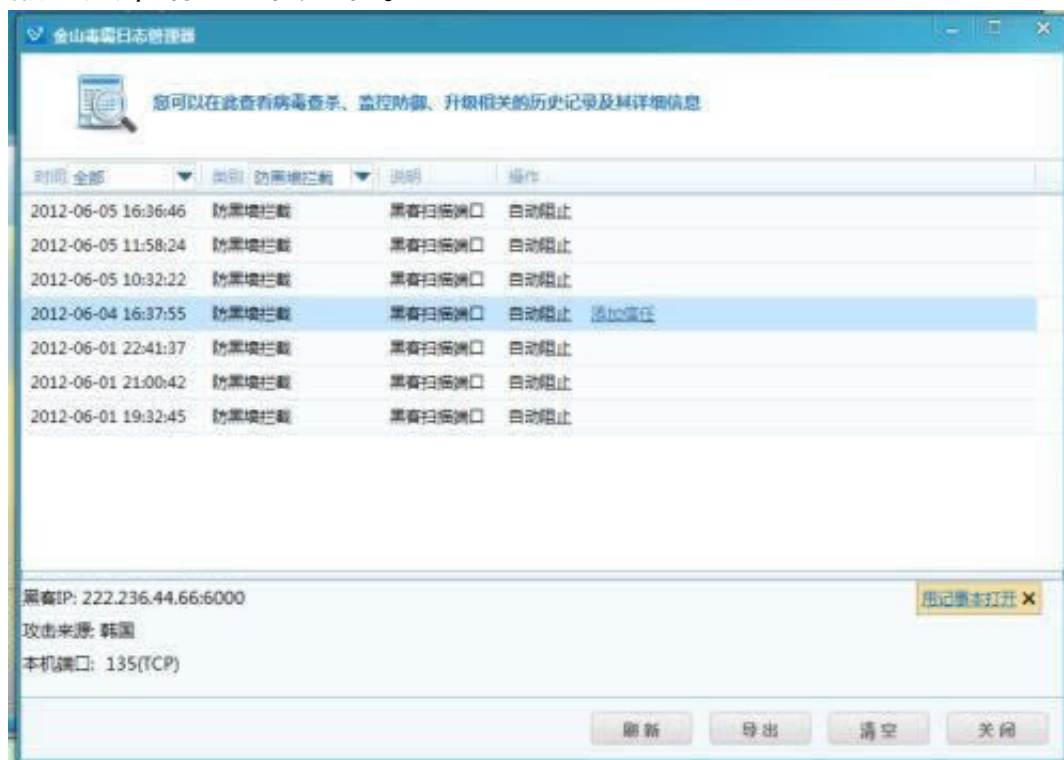 金山毒霸日志管理器
您可以在此查看病毒查杀、监控防御、升级相关的历史记录及其详细信息
时间 全部 类别 防黑墙拦截 说明 操作
2012-06-05 16:36:46 防黑墙拦截 黑客扫描端口 自动阻止
2012-06-05 11:58:24 防黑墙拦截 黑客扫描端口 自动阻止
2012-06-05 10:32:22 防黑墙拦截 黑客扫描端口 自动阻止
2012-06-04 16:37:55 防黑墙拦截 黑客扫描端口 自动阻止 添加信任
2012-06-01 22:41:37 防黑墙拦截 黑客扫描端口 自动阻止
2012-06-01 21:00:42 防黑墙拦截 黑客扫描端口 自动阻止
2012-06-01 19:32:45 防黑墙拦截 黑客扫描端口 自动阻止
黑客IP: 222.236.44.66:6000 用记事本打开
攻击来源: 韩国
本机端口: 135(TCP)
刷新 导出 清空 关闭